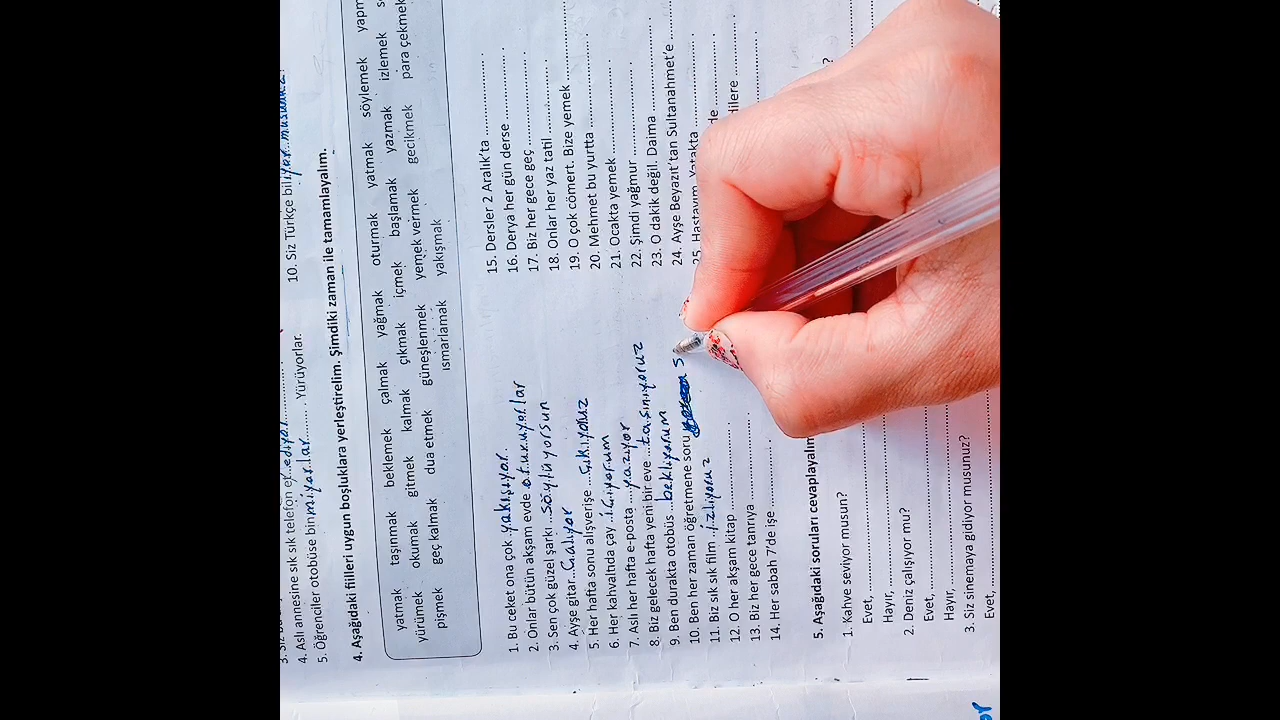 10. Siz Türkçe biliyor musunuz?
4. Aslı annesine sık sık telefon et...ediyor..........
5. Öğrenciler otobüse binmiyorlar....... . Yürüyorlar.
4. Aşağıdaki fiilleri uygun boşluklara yerleştirelim. Şimdiki zaman ile tamamlayalım.
yatmak taşınmak beklemek çalmak yağmak oturmak yatmak söylemek
yürümek okumak gitmek kalmak çıkmak içmek başlamak yazmak izlemek
pişmek geç kalmak dua etmek güneşlenmek yemek vermek gecikmek para çekmek
ısmarlamak yakışmak
1. Bu ceket ona çok .yakışıyor.
2. Onlar bütün akşam evde oturuyorlar
3. Sen çok güzel şarkı ...söylüyorsun
4. Ayşe gitar...çalıyor
5. Her hafta sonu alışverişe ...çıkıyoruz
6. Her kahvaltıda çay .içiyorum
7. Aslı her hafta e-posta ....yazıyor
8. Biz gelecek hafta yeni bir eve ....taşınıyoruz
9. Ben durakta otobüs ..bekliyorum
10. Ben her zaman öğretmene soru s
11. Biz sık sık film ..izliyoruz
12. O her akşam kitap ......................
13. Biz her gece tanrıya ......................
14. Her sabah 7'de işe ......................
15. Dersler 2 Aralık'ta ......................
16. Derya her gün derse ......................
17. Biz her gece geç ......................
18. Onlar her yaz tatil ......................
19. O çok cömert. Bize yemek ......................
20. Mehmet bu yurtta ......................
21. Ocakta yemek ......................
22. Şimdi yağmur ......................
23. O dakik değil. Daima ......................
24. Ayşe Beyazıt'tan Sultanahmet'e ......................
25. Hastayım. Yatakta
5. Aşağıdaki soruları cevaplayalım
1. Kahve seviyor musun?
Evet, ......................
Hayır, ......................
2. Deniz çalışıyor mu?
Evet, ......................
Hayır, ......................
3. Siz sinemaya gidiyor musunuz?
Evet, ......................